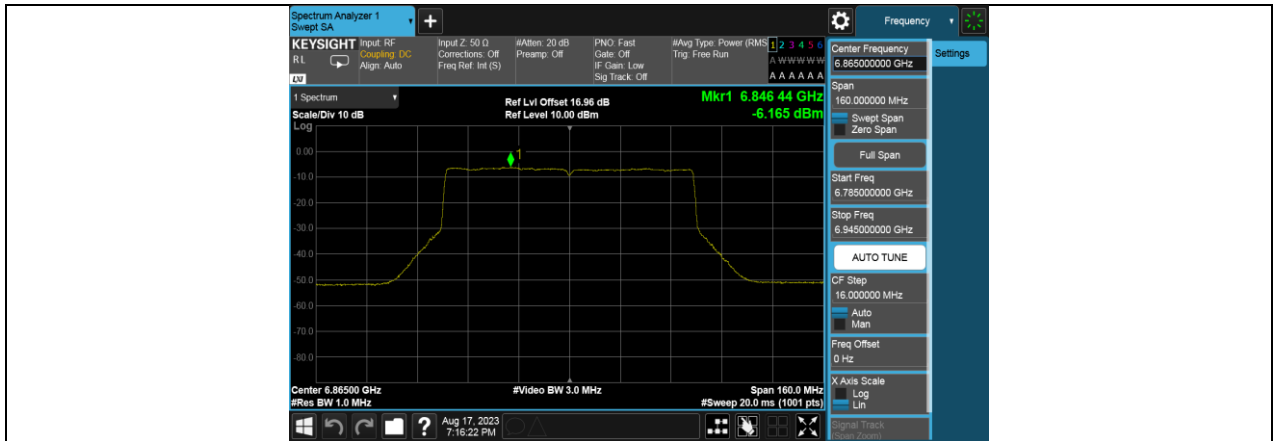 Spectrum Analyzer 1
Swept SA
Frequency
KEYSIGHT
RL
LXI
Input: RF
Coupling: DC
Align: Auto
Input Z: 50 Ω
Corrections: Off
Freq Ref: Int (S)
#Atten: 20 dB
Preamp: Off
PNO: Fast
Gate: Off
IF Gain: Low
Sig Track: Off
#Avg Type: Power (RMS
Trig: Free Run
1 2 3 4 5 6
A W W W W W
A A A A A A
1 Spectrum
Scale/Div 10 dB
Ref Lvl Offset 16.96 dB
Ref Level 10.00 dBm
Mkr1 6.846 44 GHz
-6.165 dBm
Log
1
0.00
-10.0
-20.0
-30.0
-40.0
-50.0
-60.0
-70.0
-80.0
Center 6.86500 GHz
#Res BW 1.0 MHz
#Video BW 3.0 MHz
Span 160.0 MHz
#Sweep 20.0 ms (1001 pts)
?
Aug 17, 2023
7:16:22 PM
Center Frequency
6.865000000 GHz
Settings
Span
160.000000 MHz
Swept Span
Zero Span
Full Span
Start Freq
6.785000000 GHz
Stop Freq
6.945000000 GHz
AUTO TUNE
CF Step
16.000000 MHz
Auto
Man
Freq Offset
0 Hz
X Axis Scale
Log
Lin
Signal Track
(Span Zoom)